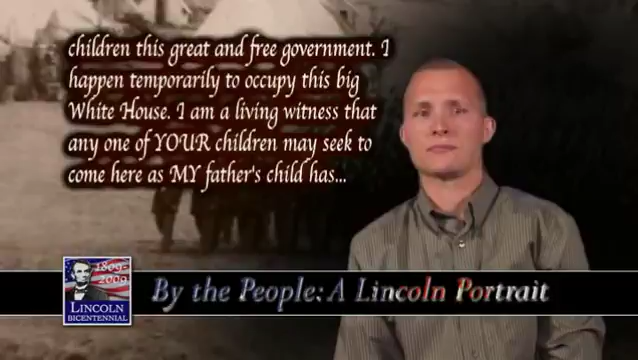 children this great and free government. I
happen temporarily to occupy this big
White House. I am a living witness that
any one of YOUR children may seek to
come here as MY father's child has...
1809-
2009
LINCOLN
BICENTENNIAL
By the People: A Lincoln Portrait